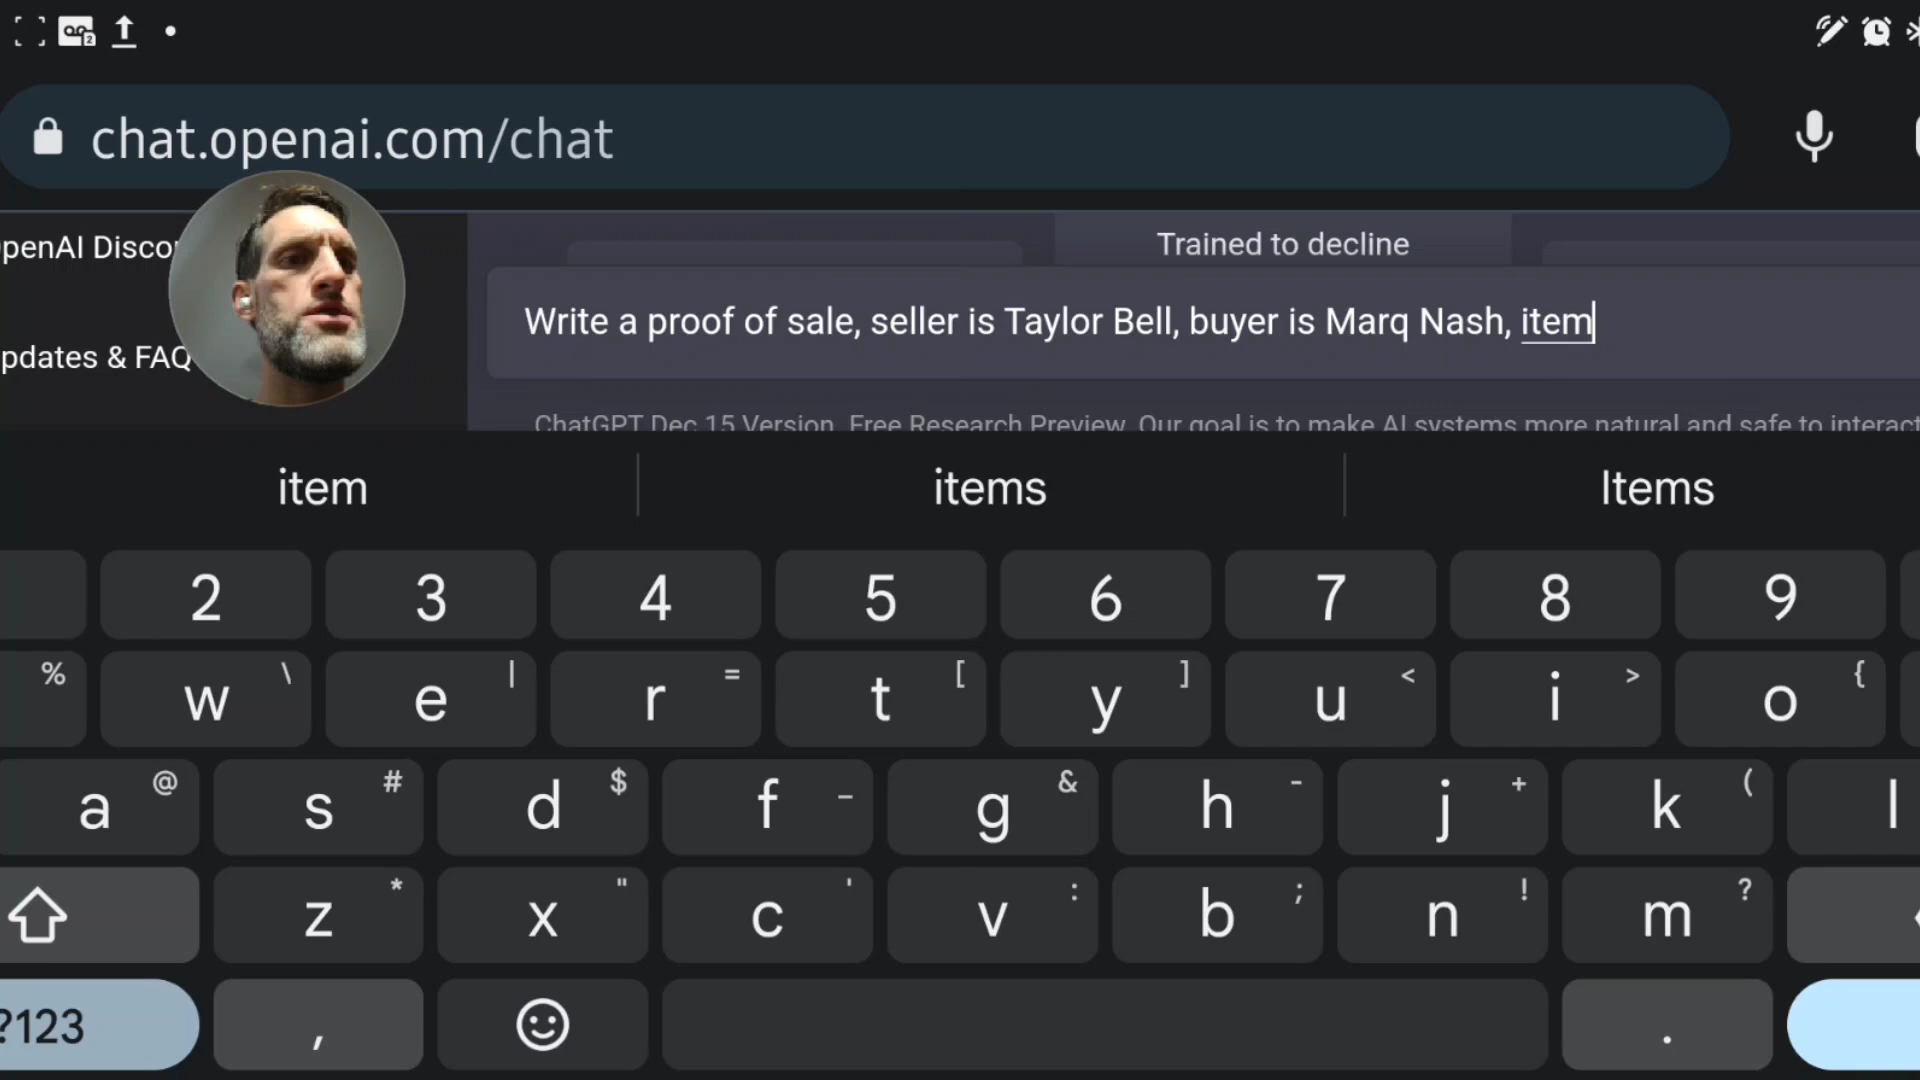 chat.openai.com/chat
penAI Disco
Trained to decline
Write a proof of sale, seller is Taylor Bell, buyer is Marq Nash, item
pdates & FAQ
ChatGPT Dec 15 Version. Free Research Preview. Our goal is to make AI systems more natural and safe to interact
item items Items
2 3 4 5 6 7 8 9
% w \ e | r = t [ y ] u < i > o {
a @ s # d $ f _ g & h - j + k ( l
z * x " c ' v : b ; n ! m ?
?123 , .